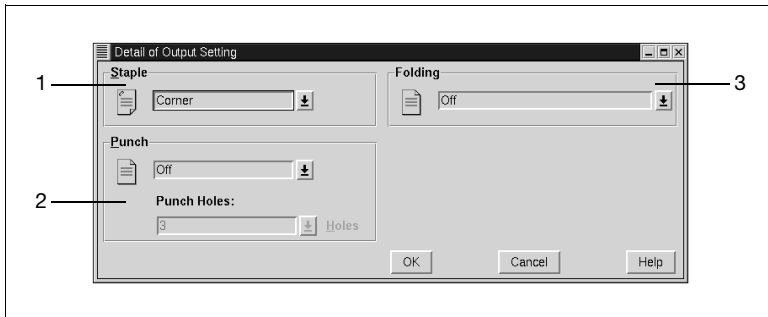 Detail of Output Setting
1
Staple
Corner
Folding
Off
3
Punch
Off
2
Punch Holes:
3
Holes
OK
Cancel
Help